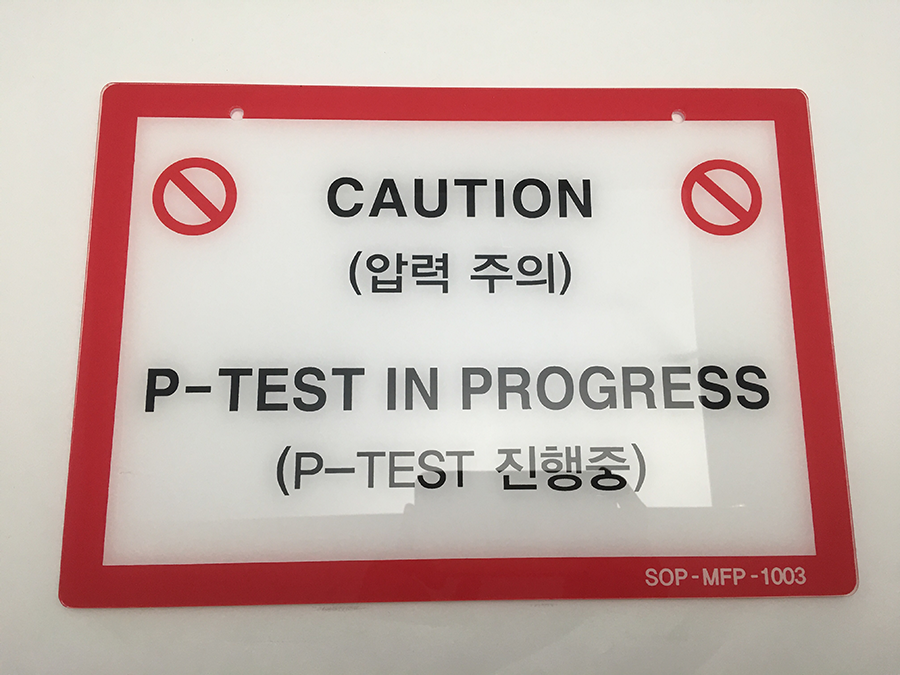 CAUTION
(압력 주의)
P-TEST IN PROGRESS
(P-TEST 진행중)
SOP-MFP-1003